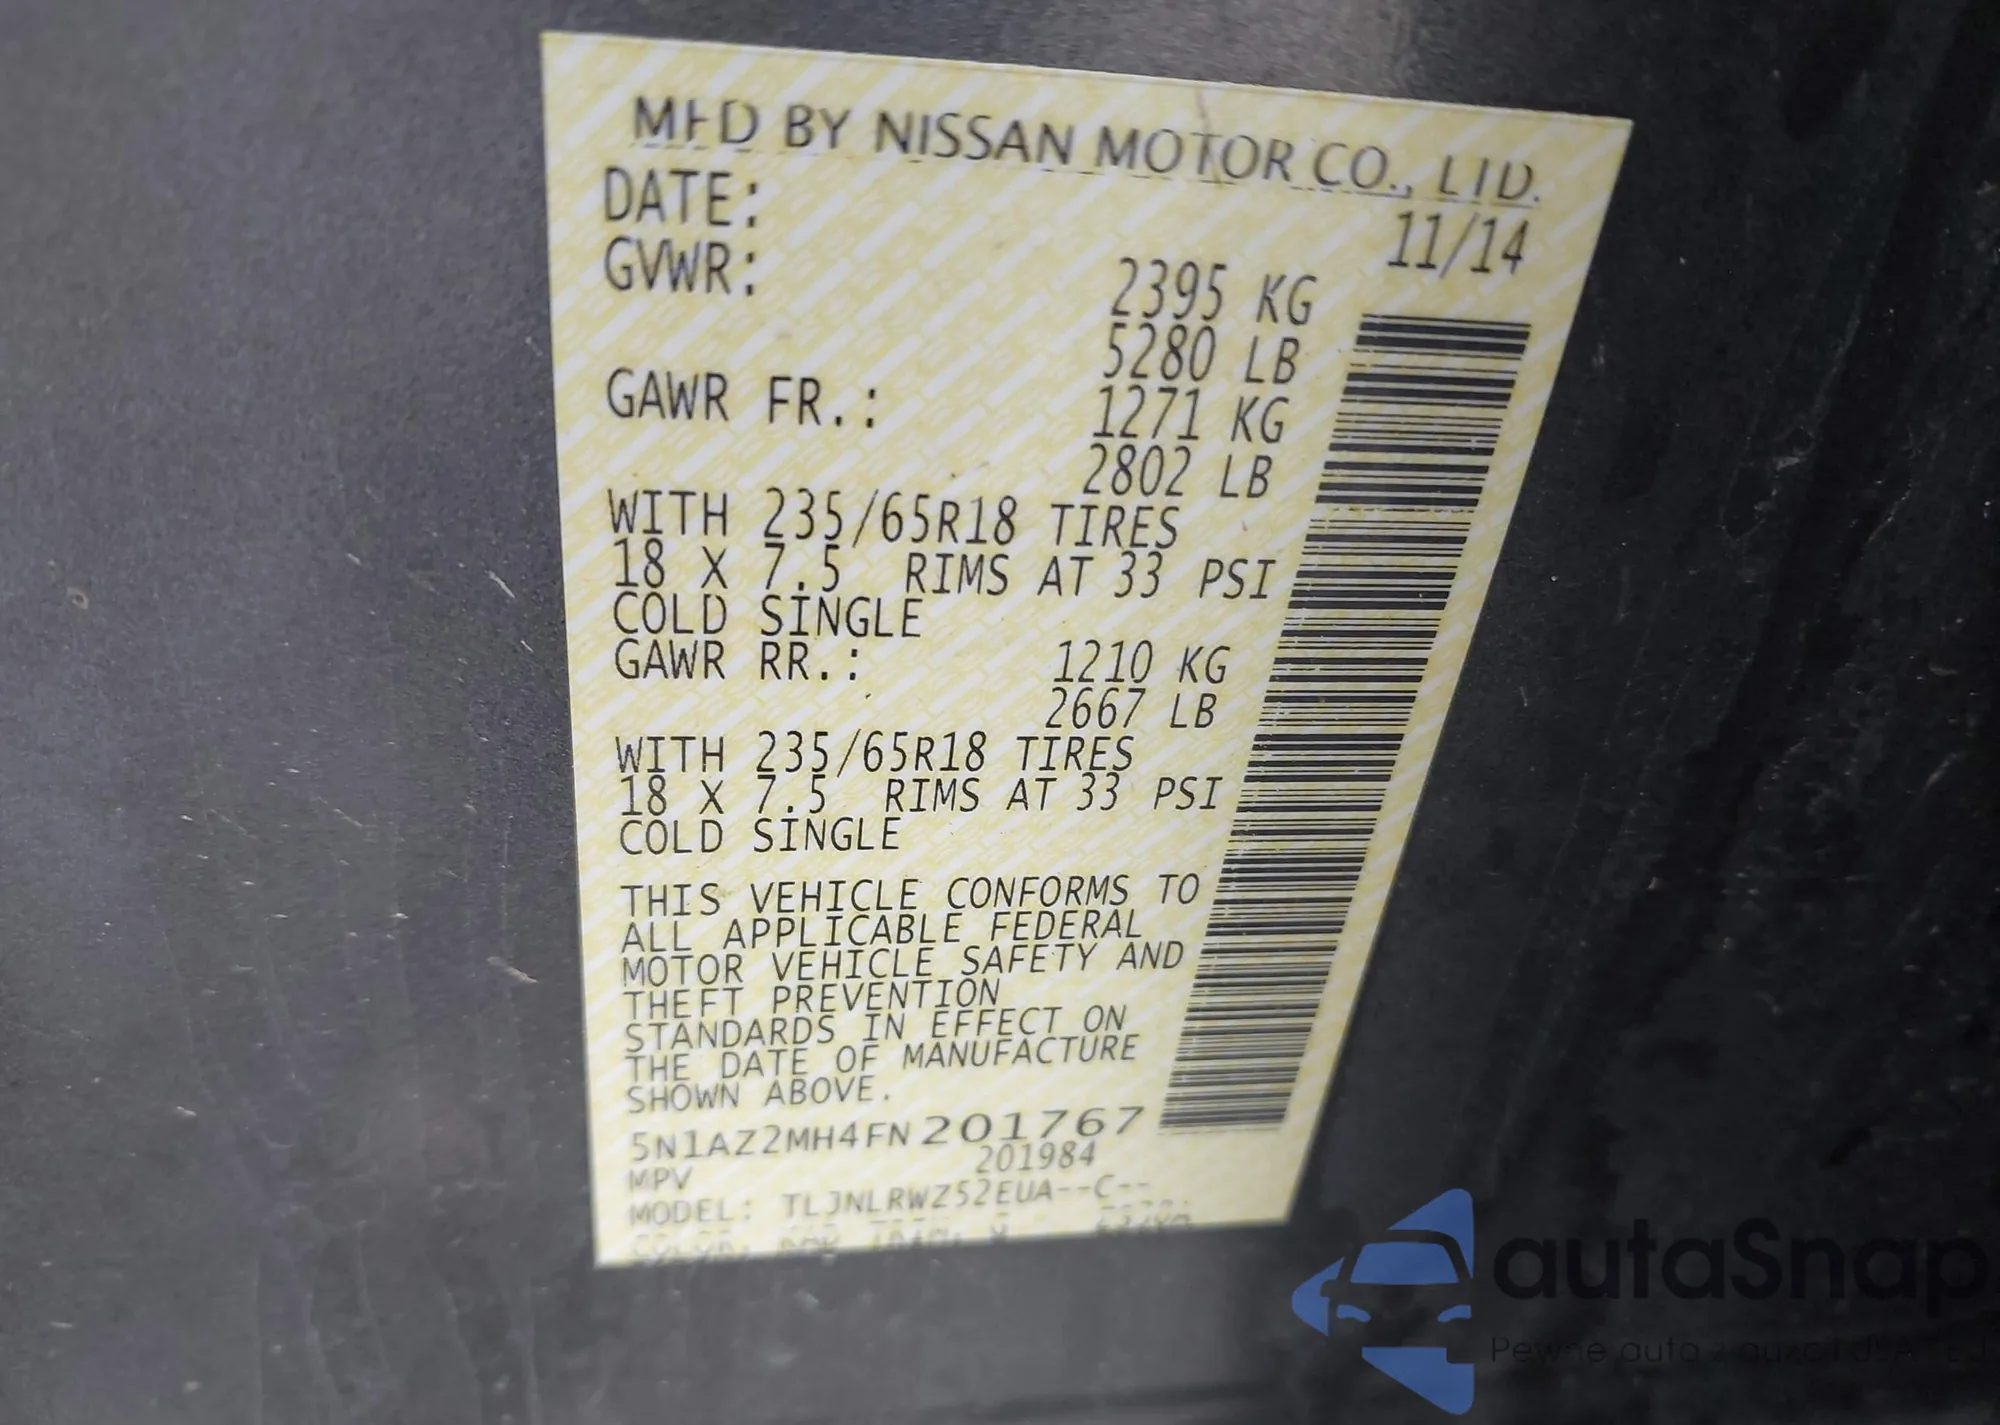 MFD BY NISSAN MOTOR CO., LTD.
DATE: 11/14
GVWR: 2395 KG
5280 LB
GAWR FR.: 1271 KG
2802 LB
WITH 235/65R18 TIRES
18 X 7.5 RIMS AT 33 PSI
COLD SINGLE
GAWR RR.: 1210 KG
2667 LB
WITH 235/65R18 TIRES
18 X 7.5 RIMS AT 33 PSI
COLD SINGLE
THIS VEHICLE CONFORMS TO
ALL APPLICABLE FEDERAL
MOTOR VEHICLE SAFETY AND
THEFT PREVENTION
STANDARDS IN EFFECT ON
THE DATE OF MANUFACTURE
SHOWN ABOVE.
5N1AZ2MH4FN201767
201984
MPV
MODEL: TLJNLRWZ52EUA--C--
autaSnap
Pewne auta z aukcji